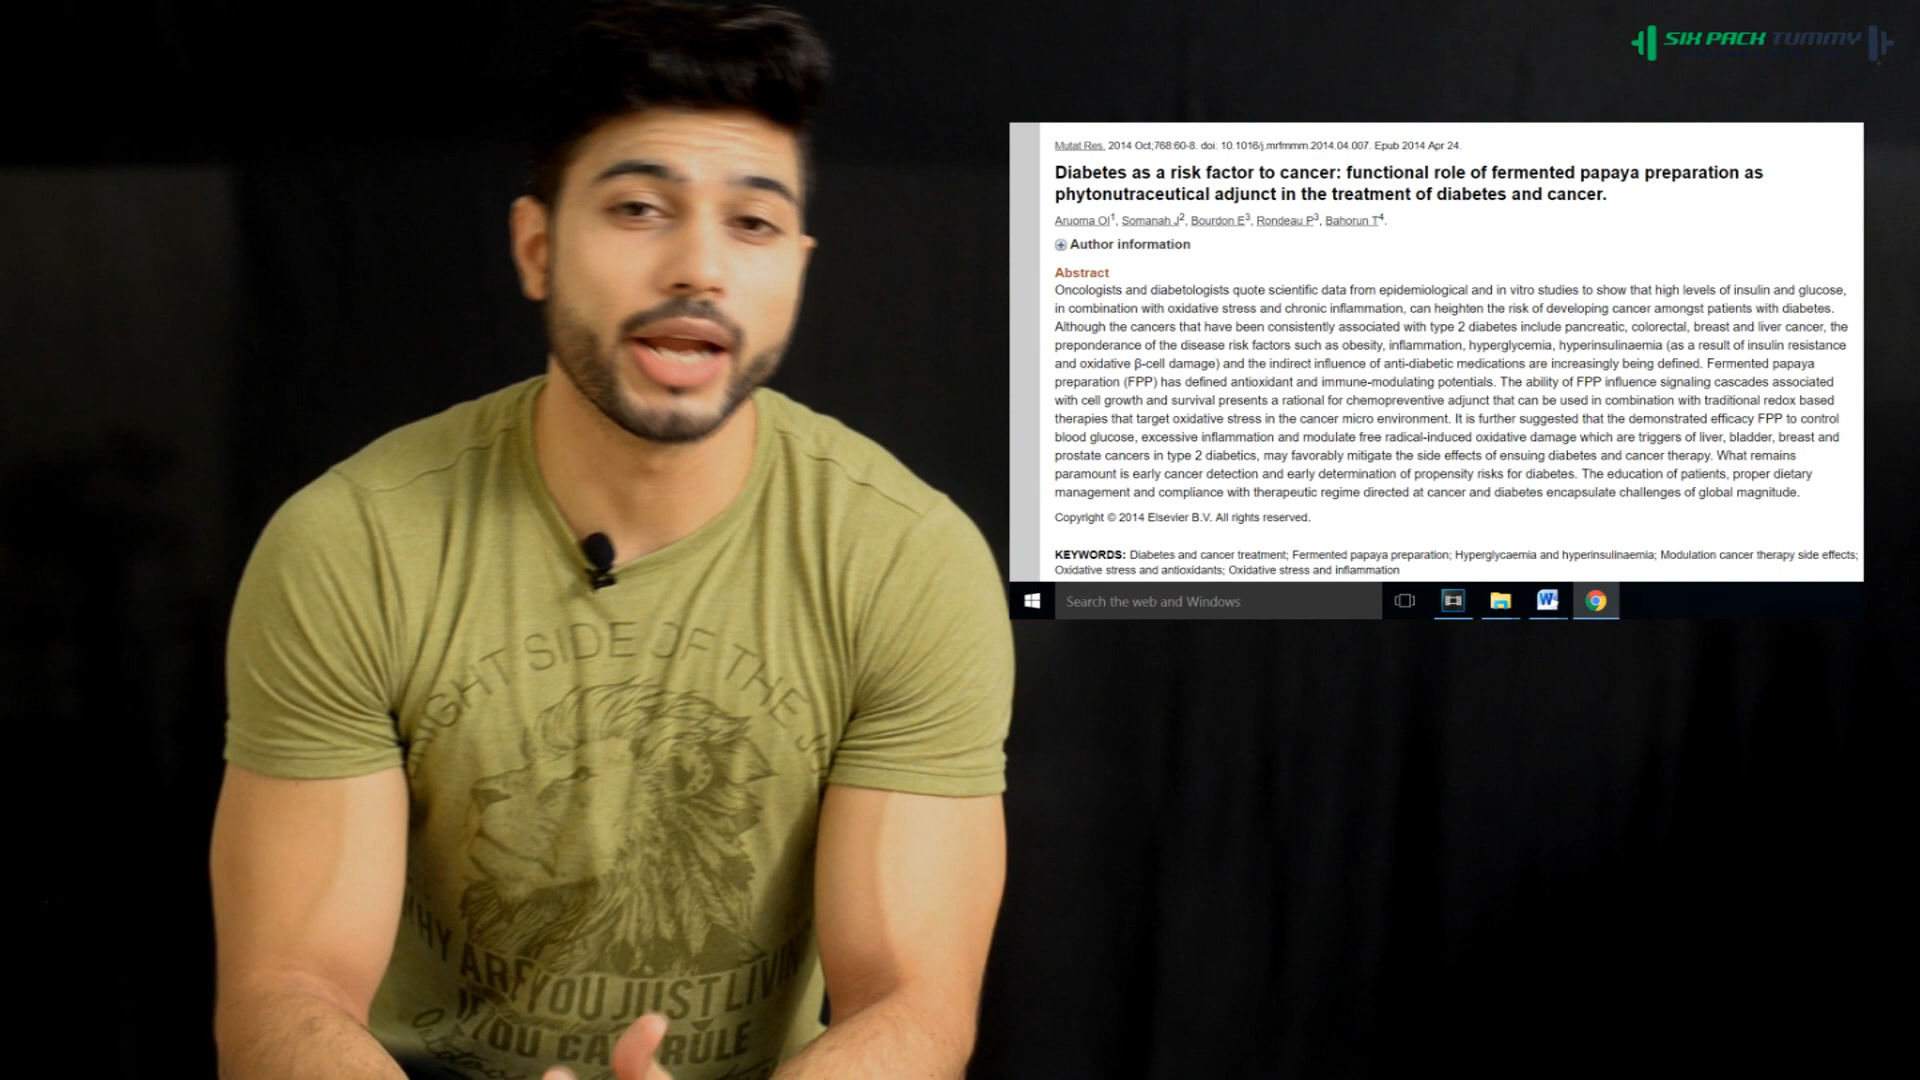 SIX PACK TUMMY
Mutat Res. 2014 Oct;768:60-8. doi: 10.1016/j.mrfmmm.2014.04.007. Epub 2014 Apr 24.
Diabetes as a risk factor to cancer: functional role of fermented papaya preparation as
phytonutraceutical adjunct in the treatment of diabetes and cancer.
Aruoma OI1, Somanah J2, Bourdon E3, Rondeau P3, Bahorun T4.
Author information
Abstract
Oncologists and diabetologists quote scientific data from epidemiological and in vitro studies to show that high levels of insulin and glucose,
in combination with oxidative stress and chronic inflammation, can heighten the risk of developing cancer amongst patients with diabetes.
Although the cancers that have been consistently associated with type 2 diabetes include pancreatic, colorectal, breast and liver cancer, the
preponderance of the disease risk factors such as obesity, inflammation, hyperglycemia, hyperinsulinaemia (as a result of insulin resistance
and oxidative β-cell damage) and the indirect influence of anti-diabetic medications are increasingly being defined. Fermented papaya
preparation (FPP) has defined antioxidant and immune-modulating potentials. The ability of FPP influence signaling cascades associated
with cell growth and survival presents a rational for chemopreventive adjunct that can be used in combination with traditional redox based
therapies that target oxidative stress in the cancer micro environment. It is further suggested that the demonstrated efficacy FPP to control
blood glucose, excessive inflammation and modulate free radical-induced oxidative damage which are triggers of liver, bladder, breast and
prostate cancers in type 2 diabetics, may favorably mitigate the side effects of ensuing diabetes and cancer therapy. What remains
paramount is early cancer detection and early determination of propensity risks for diabetes. The education of patients, proper dietary
management and compliance with therapeutic regime directed at cancer and diabetes encapsulate challenges of global magnitude.
Copyright © 2014 Elsevier B.V. All rights reserved.
KEYWORDS: Diabetes and cancer treatment; Fermented papaya preparation; Hyperglycaemia and hyperinsulinaemia; Modulation cancer therapy side effects;
Oxidative stress and antioxidants; Oxidative stress and inflammation
Search the web and Windows
SIDE OF THE
WHY ARE YOU JUST LIVIN
IF YOU CA RULE